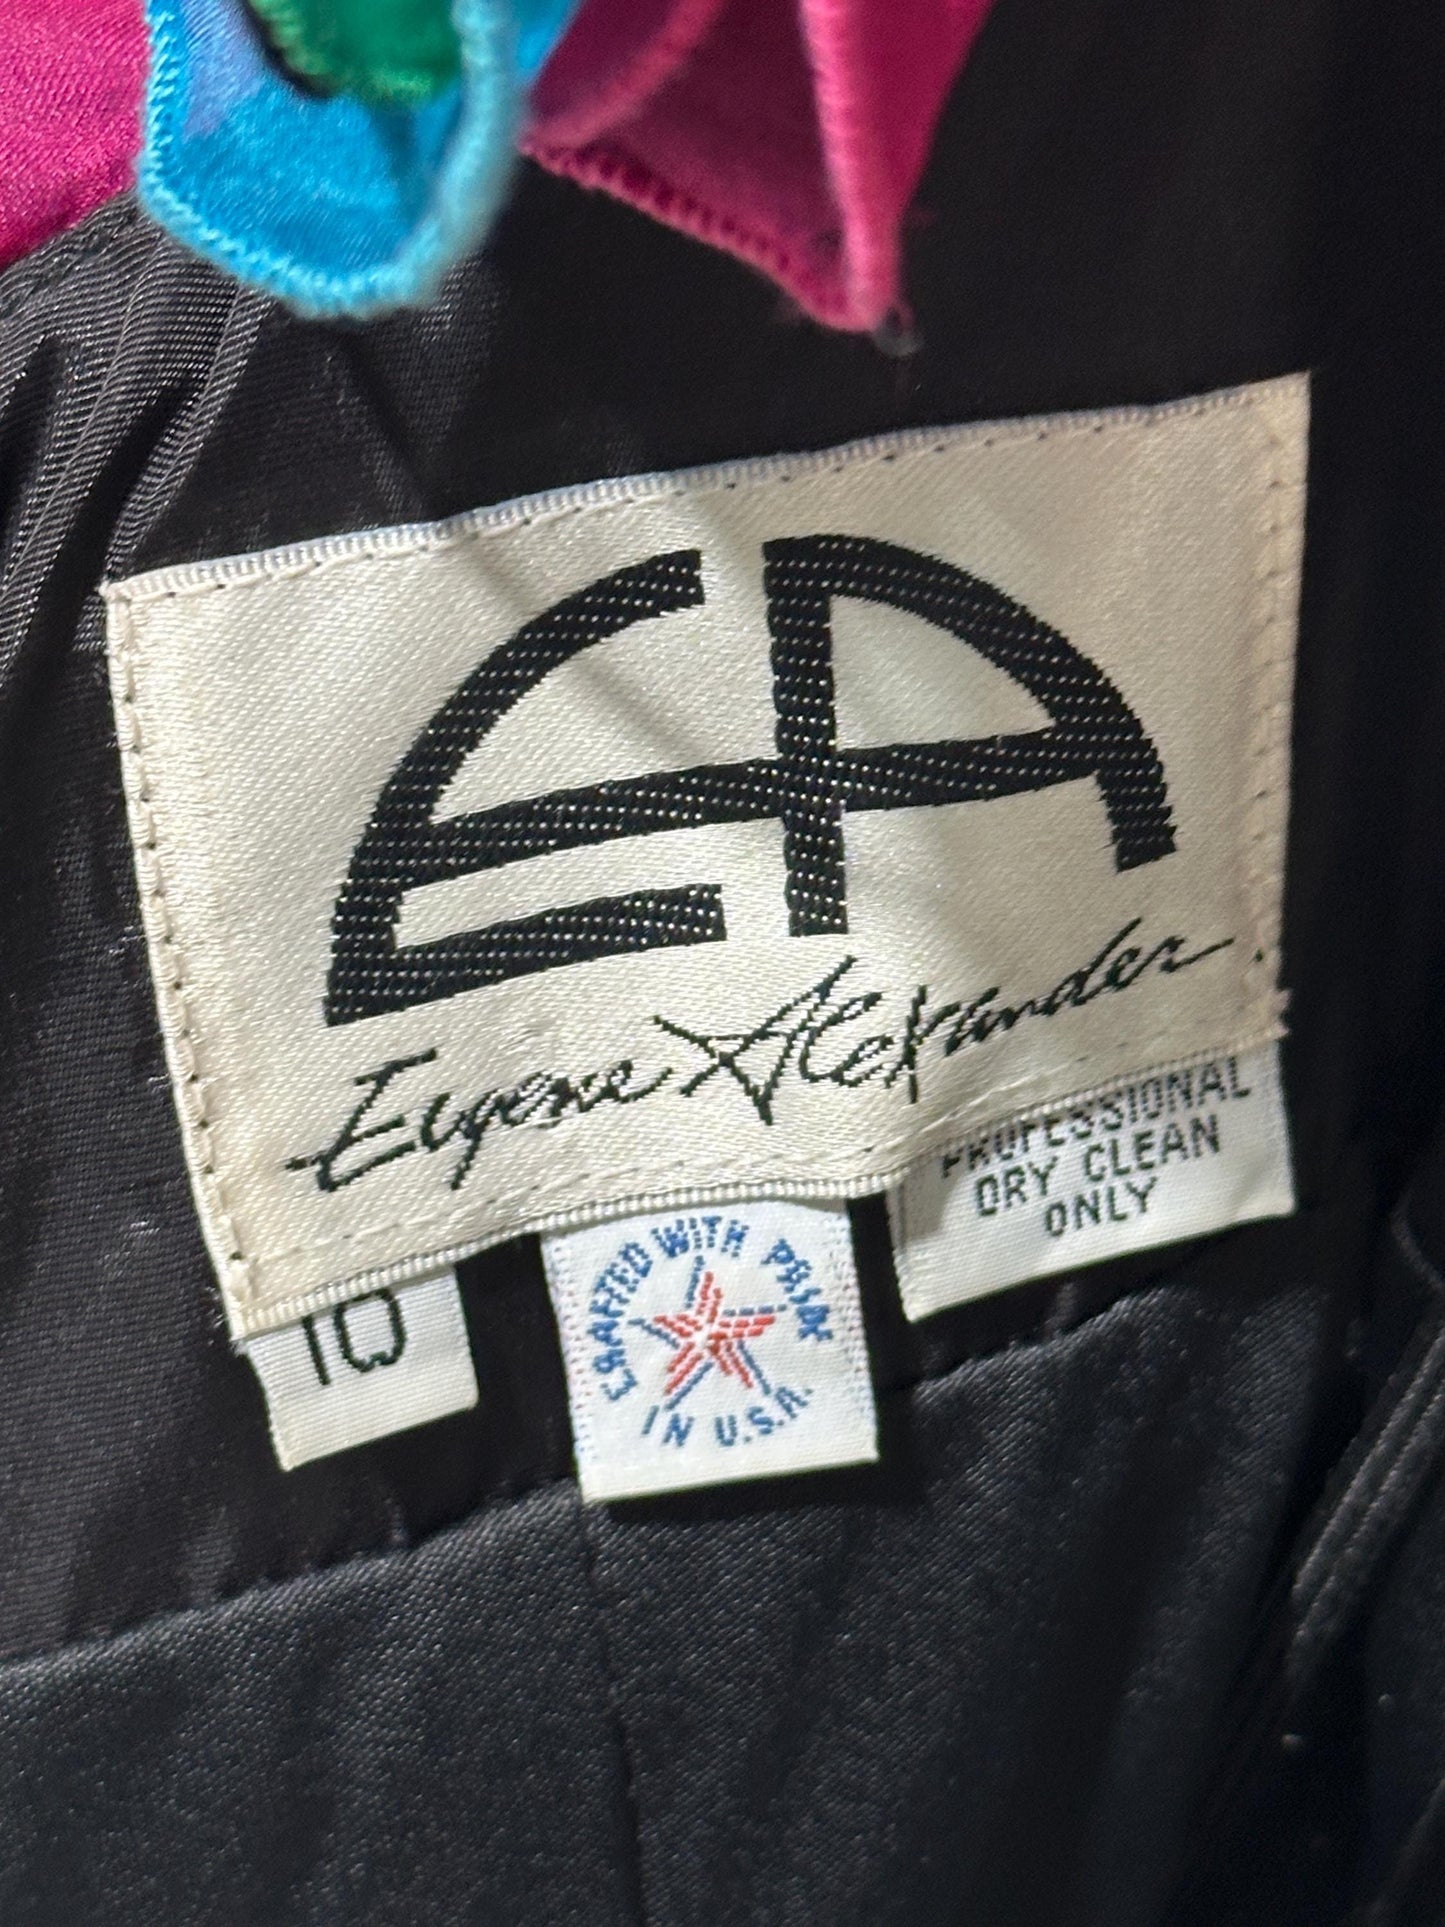 EA
Eugene Alexander
10
CRAFTED WITH PRIDE
IN U.S.A.
PROFESSIONAL
DRY CLEAN
ONLY